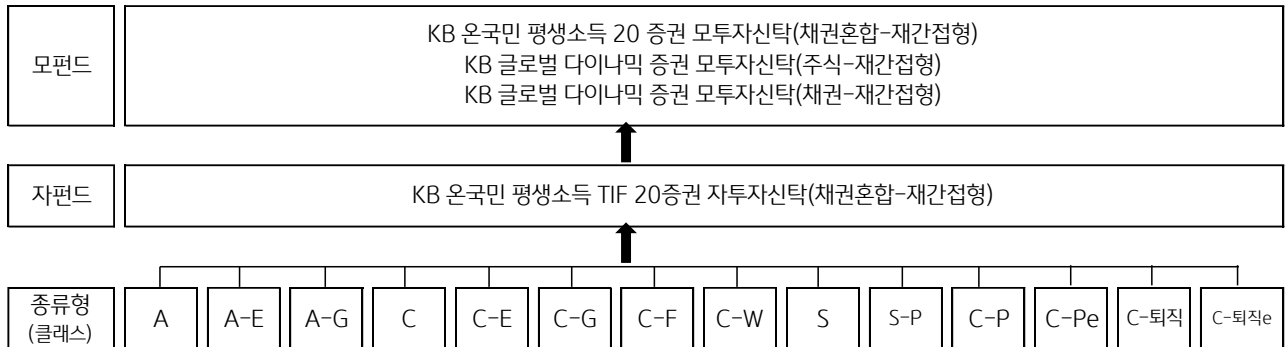 모펀드
KB 온국민 평생소득 20 증권 모투자신탁(채권혼합-재간접형)
KB 글로벌 다이나믹 증권 모투자신탁(주식-재간접형)
KB 글로벌 다이나믹 증권 모투자신탁(채권-재간접형)
자펀드
KB 온국민 평생소득 TIF 20증권 자투자신탁(채권혼합-재간접형)
종류형
(클래스)
A
A-E
A-G
C
C-E
C-G
C-F
C-W
S
S-P
C-P
C-Pe
C-퇴직
C-퇴직e